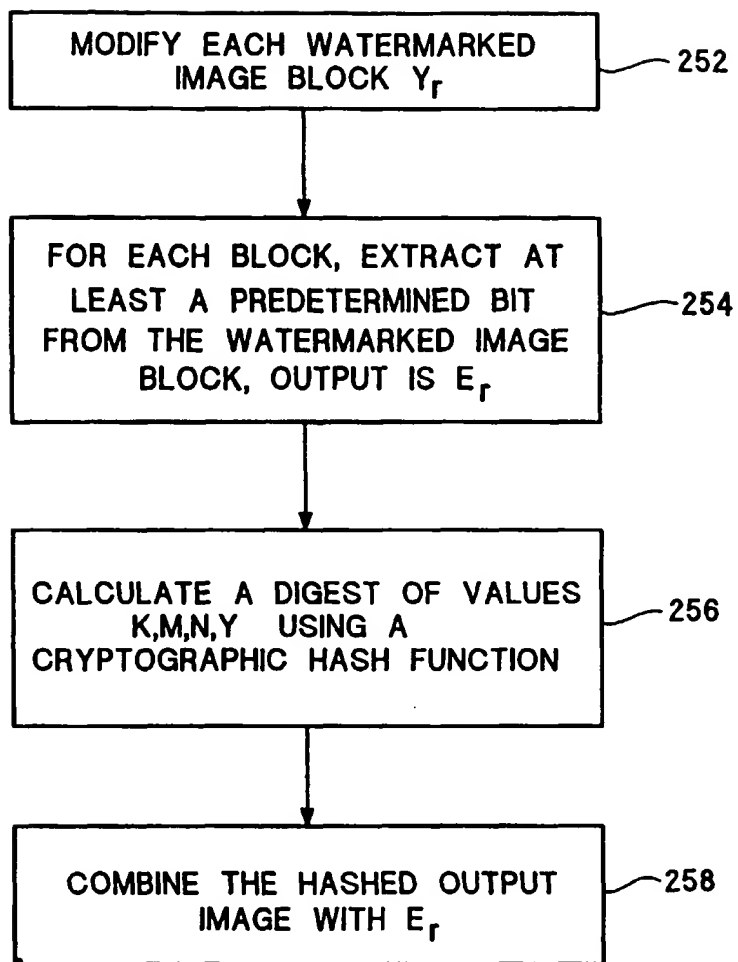 MODIFY EACH WATERMARKED
IMAGE BLOCK Yr
252
FOR EACH BLOCK, EXTRACT AT
LEAST A PREDETERMINED BIT
FROM THE WATERMARKED IMAGE
BLOCK, OUTPUT IS Er
254
CALCULATE A DIGEST OF VALUES
K,M,N,Y USING A
CRYPTOGRAPHIC HASH FUNCTION
256
COMBINE THE HASHED OUTPUT
IMAGE WITH Er
258